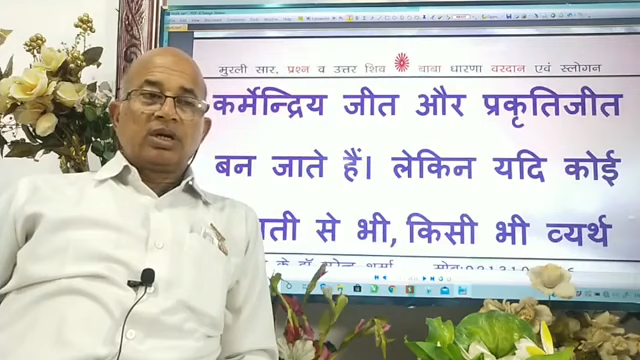 मुरली सार, प्रश्न व उत्तर शिव बाबा धारणा वरदान एवं स्लोगन
कर्मेन्द्रिय जीत और प्रकृतिजीत
बन जाते हैं। लेकिन यदि कोई
से भी, किसी भी व्यर्थ